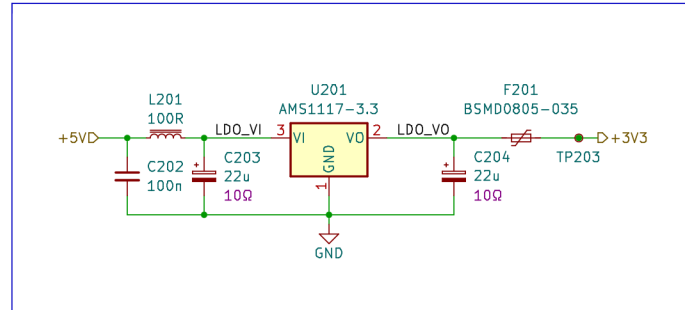 U201
AMS1117-3.3
F201
BSMD0805-035
L201
100R
+5V
LDO_VI
3
VI
VO
2
LDO_VO
+3V3
TP203
GND
1
C202
100n
C203
22u
10Ω
C204
22u
10Ω
GND